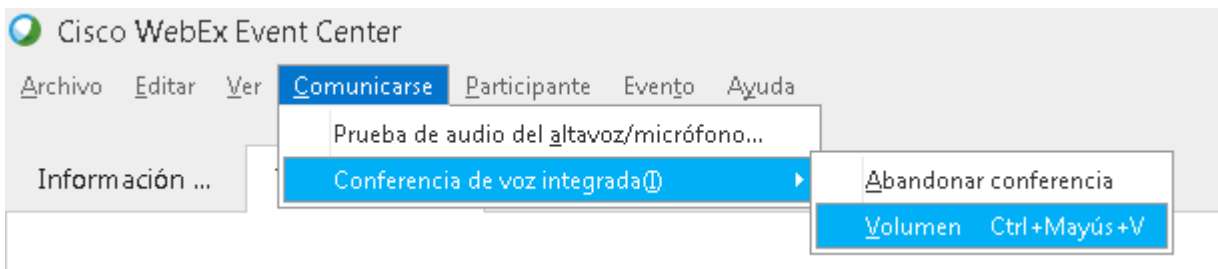 Cisco WebEx Event Center
Archivo Editar Ver Comunicarse Participante Evento Ayuda
Prueba de audio del altavoz/micrófono...
Información ... Conferencia de voz integrada(I) Abandonar conferencia
Volumen Ctrl+Mayús+V